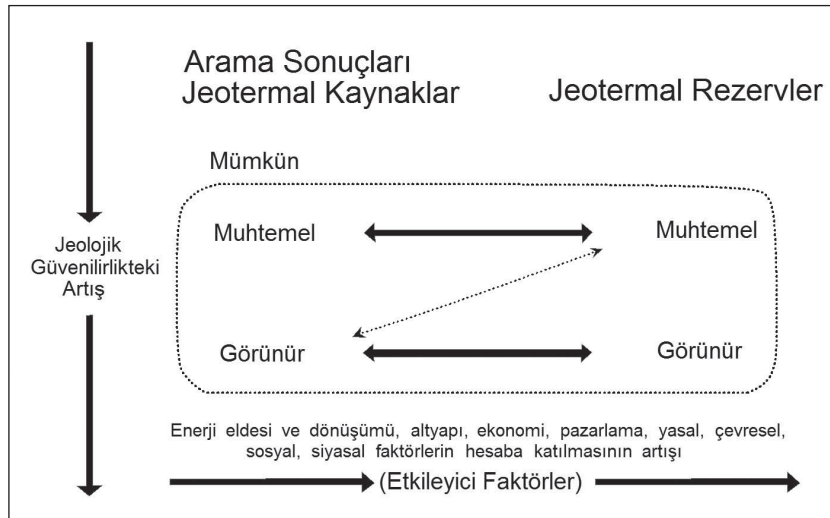 Arama Sonuçları
Jeotermal Kaynaklar
Jeotermal Rezervler
Mümkün
Muhtemel
Muhtemel
Jeolojik
Güvenilirlikteki
Artış
Görünür
Görünür
Enerji eldesi ve dönüşümü, altyapı, ekonomi, pazarlama, yasal, çevresel,
sosyal, siyasal faktörlerin hesaba katılmasının artışı
(Etkileyici Faktörler)